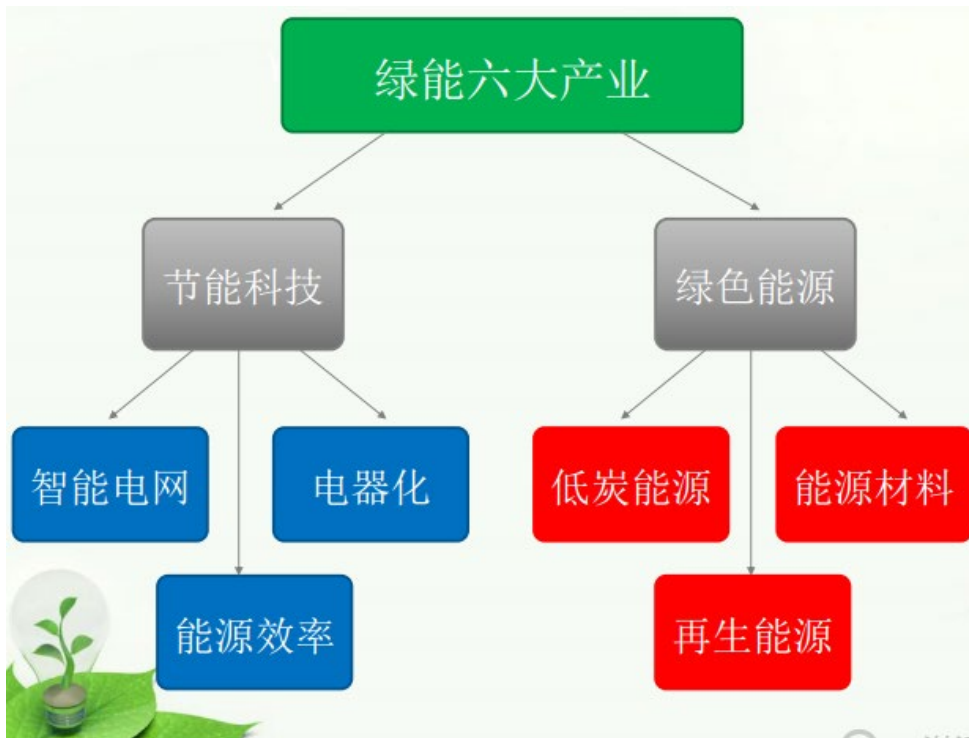 绿能六大产业
节能科技
绿色能源
智能电网
电器化
低炭能源
能源材料
能源效率
再生能源